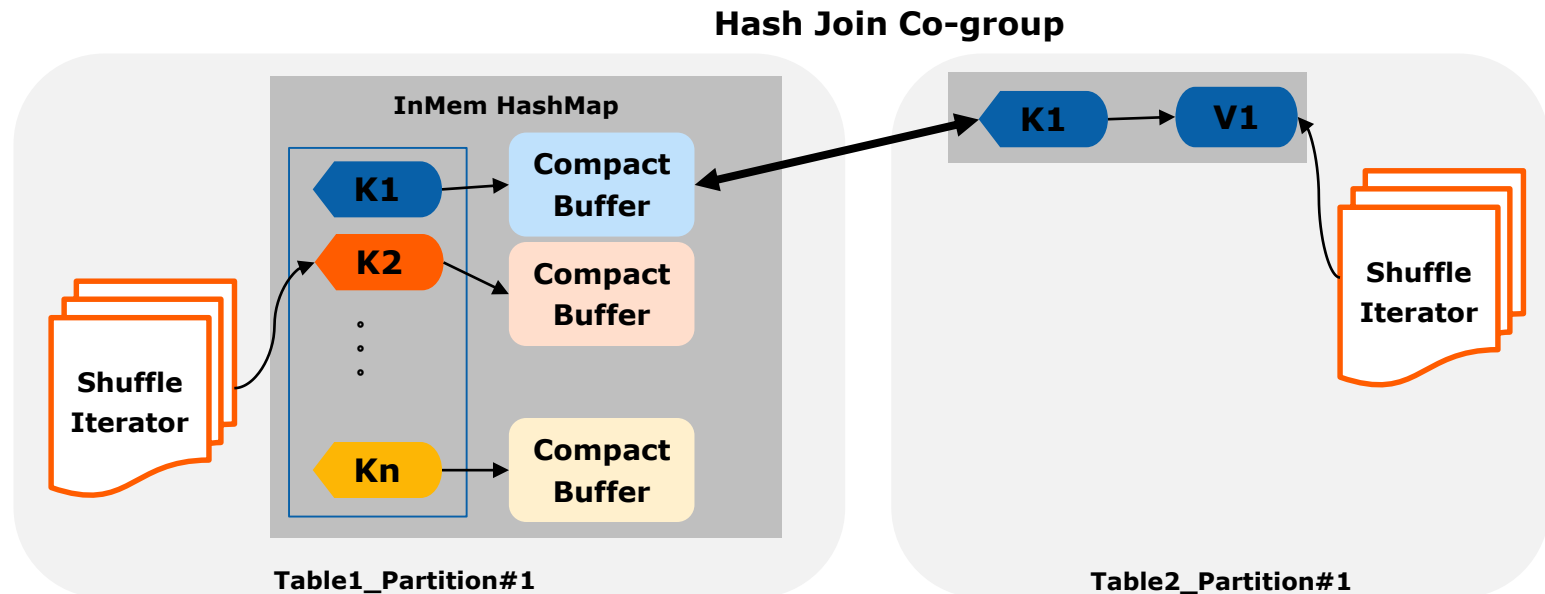 Hash Join Co-group
InMem HashMap
K1
Compact
Buffer
K2
Compact
Buffer
Shuffle
Iterator
Kn
Compact
Buffer
Table1_Partition#1
K1
V1
Shuffle
Iterator
Table2_Partition#1